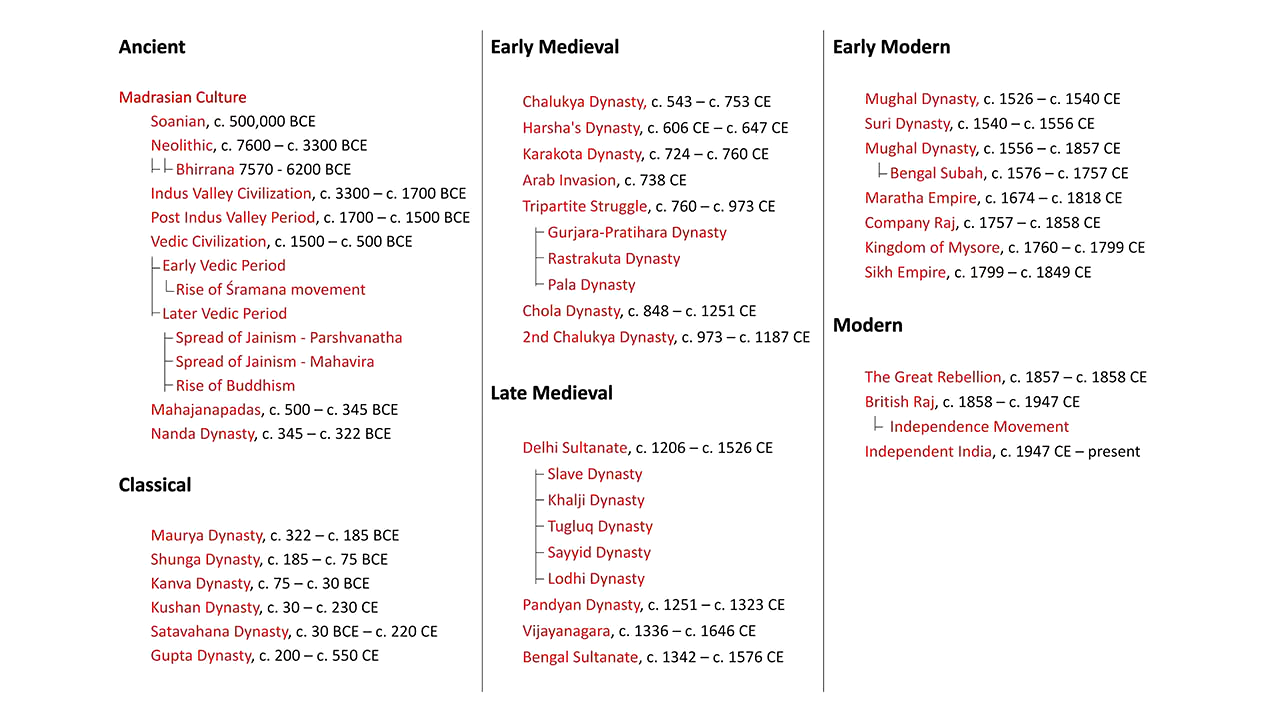 Ancient
Madrasian Culture
Soanian, c. 500,000 BCE
Neolithic, c. 7600 – c. 3300 BCE
Bhirrana 7570 - 6200 BCE
Indus Valley Civilization, c. 3300 – c. 1700 BCE
Post Indus Valley Period, c. 1700 – c. 1500 BCE
Vedic Civilization, c. 1500 – c. 500 BCE
Early Vedic Period
Rise of Śramana movement
Later Vedic Period
Spread of Jainism - Parshvanatha
Spread of Jainism - Mahavira
Rise of Buddhism
Mahajanapadas, c. 500 – c. 345 BCE
Nanda Dynasty, c. 345 – c. 322 BCE
Classical
Maurya Dynasty, c. 322 – c. 185 BCE
Shunga Dynasty, c. 185 – c. 75 BCE
Kanva Dynasty, c. 75 – c. 30 BCE
Kushan Dynasty, c. 30 – c. 230 CE
Satavahana Dynasty, c. 30 BCE – c. 220 CE
Gupta Dynasty, c. 200 – c. 550 CE
Early Medieval
Chalukya Dynasty, c. 543 – c. 753 CE
Harsha's Dynasty, c. 606 CE – c. 647 CE
Karakota Dynasty, c. 724 – c. 760 CE
Arab Invasion, c. 738 CE
Tripartite Struggle, c. 760 – c. 973 CE
Gurjara-Pratihara Dynasty
Rastrakuta Dynasty
Pala Dynasty
Chola Dynasty, c. 848 – c. 1251 CE
2nd Chalukya Dynasty, c. 973 – c. 1187 CE
Late Medieval
Delhi Sultanate, c. 1206 – c. 1526 CE
Slave Dynasty
Khalji Dynasty
Tugluq Dynasty
Sayyid Dynasty
Lodhi Dynasty
Pandyan Dynasty, c. 1251 – c. 1323 CE
Vijayanagara, c. 1336 – c. 1646 CE
Bengal Sultanate, c. 1342 – c. 1576 CE
Early Modern
Mughal Dynasty, c. 1526 – c. 1540 CE
Suri Dynasty, c. 1540 – c. 1556 CE
Mughal Dynasty, c. 1556 – c. 1857 CE
Bengal Subah, c. 1576 – c. 1757 CE
Maratha Empire, c. 1674 – c. 1818 CE
Company Raj, c. 1757 – c. 1858 CE
Kingdom of Mysore, c. 1760 – c. 1799 CE
Sikh Empire, c. 1799 – c. 1849 CE
Modern
The Great Rebellion, c. 1857 – c. 1858 CE
British Raj, c. 1858 – c. 1947 CE
Independence Movement
Independent India, c. 1947 CE – present